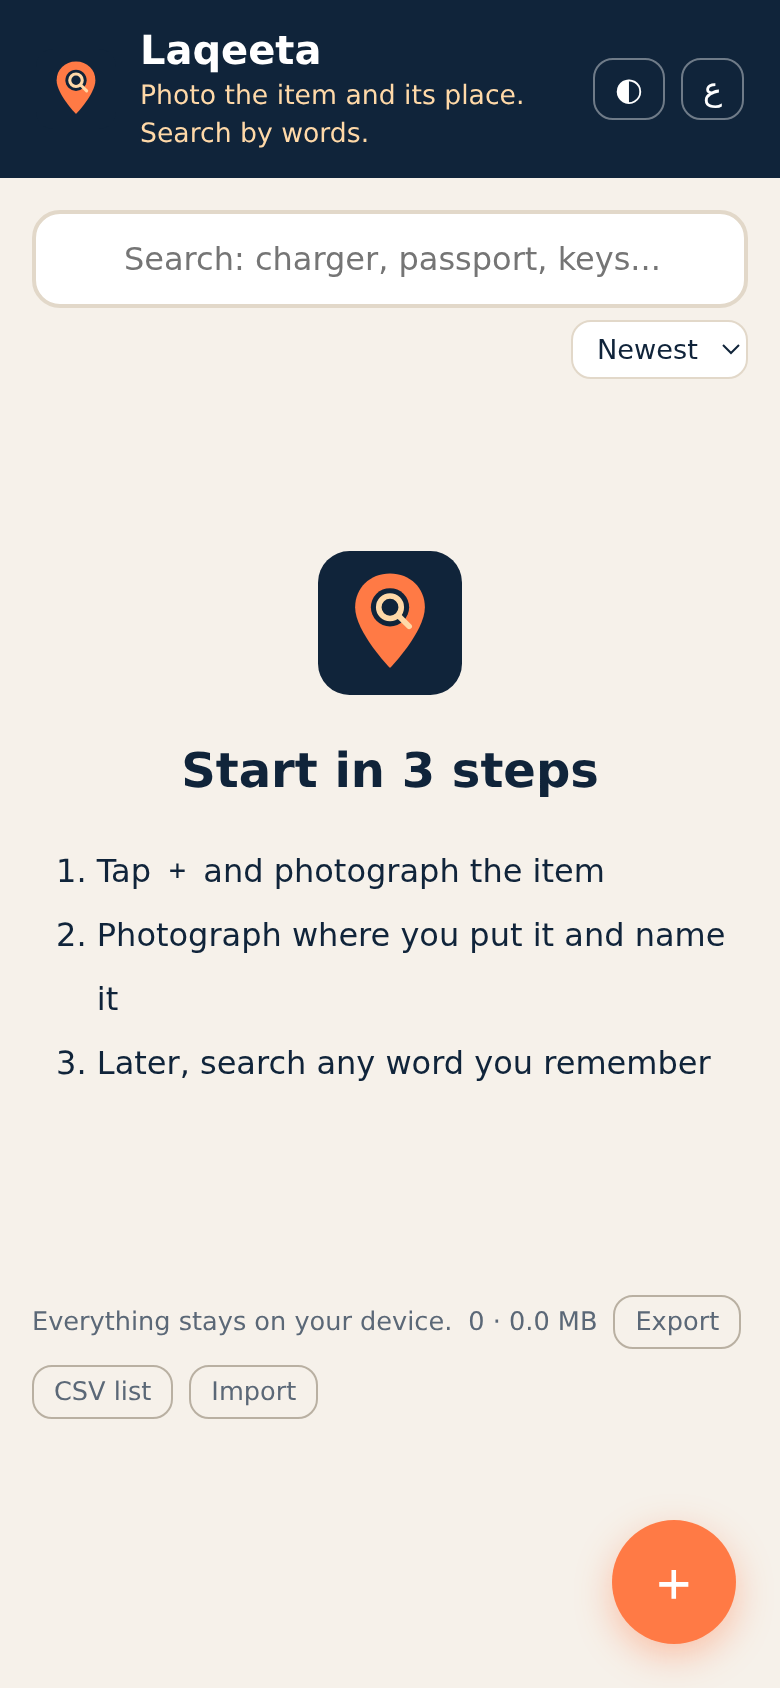 Laqeeta
Photo the item and its place.
Search by words.
ع
Search: charger, passport, keys...
Newest
Start in 3 steps
1. Tap + and photograph the item
2. Photograph where you put it and name
it
3. Later, search any word you remember
Everything stays on your device. 0 · 0.0 MB Export
CSV list Import
+